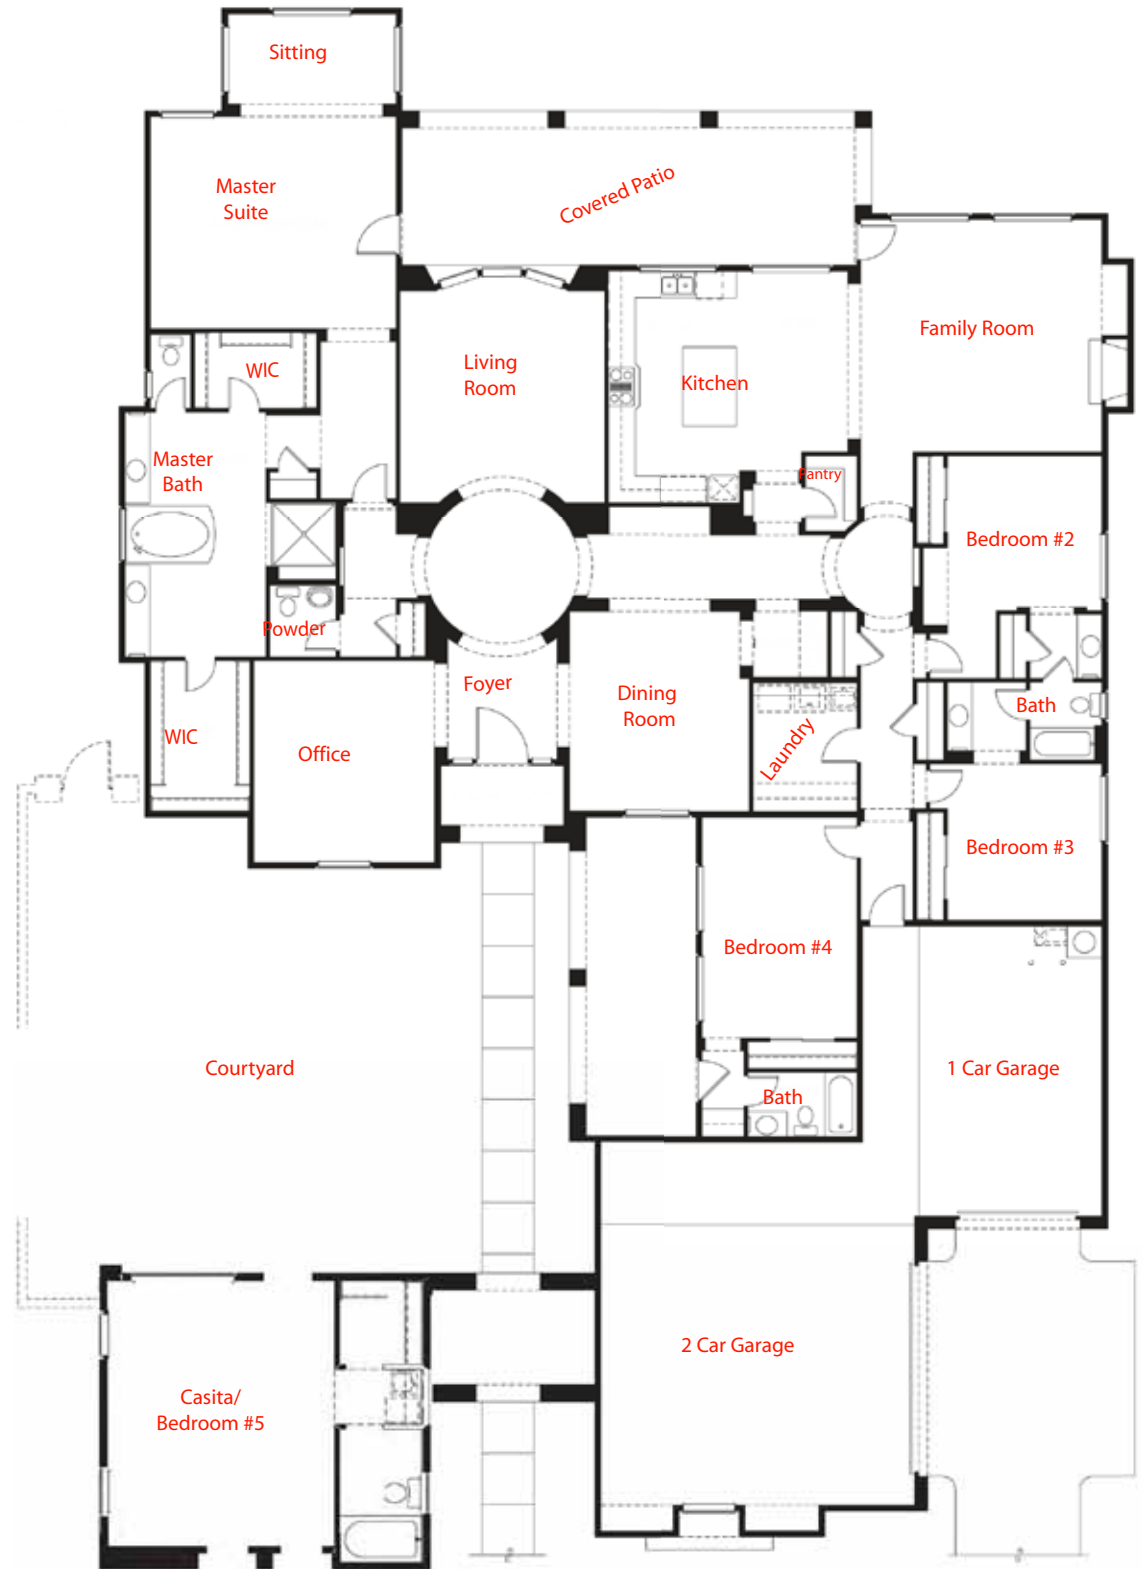 Sitting
Master
Suite
Covered Patio
Family Room
WIC
Living
Room
Kitchen
Master
Bath
Pantry
Bedroom #2
Powder
Foyer
Dining
Room
Bath
WIC
Office
Laundry
Bedroom #3
Bedroom #4
Courtyard
1 Car Garage
Bath
2 Car Garage
Casita/
Bedroom #5